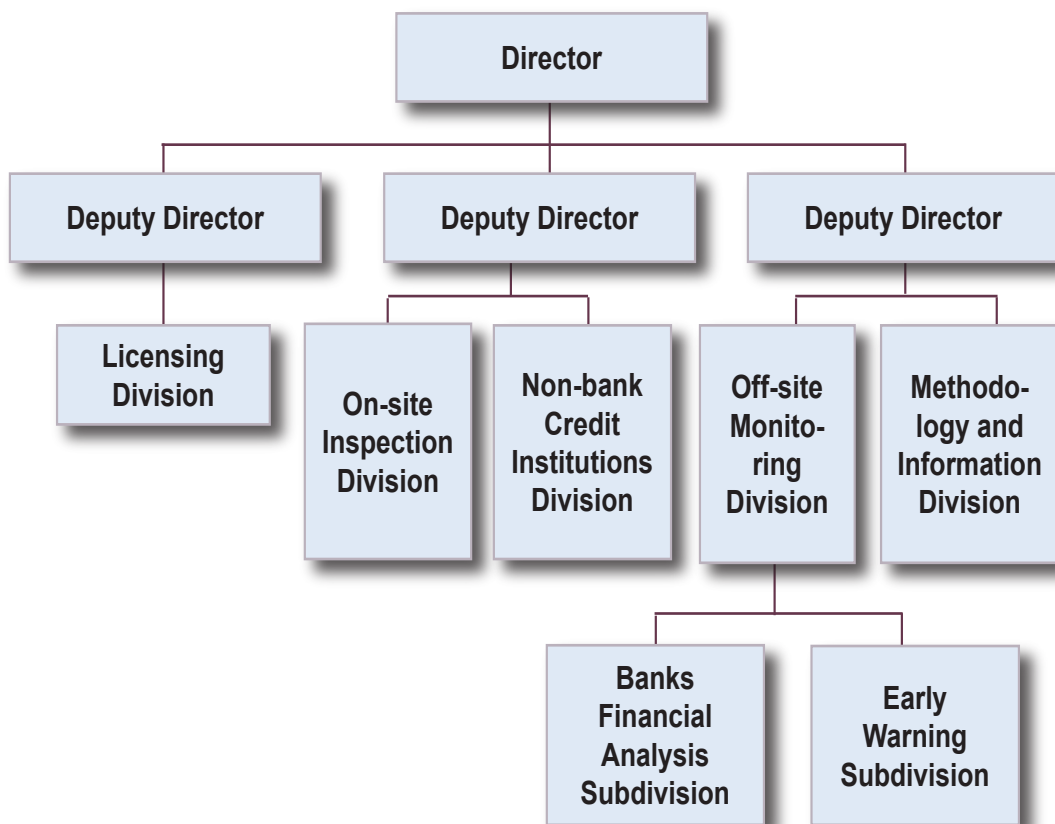 Director
Deputy Director
Deputy Director
Deputy Director
Licensing
Division
On-site
Inspection
Division
Non-bank
Credit
Institutions
Division
Off-site
Monito-
ring
Division
Methodo-
logy and
Information
Division
Banks
Financial
Analysis
Subdivision
Early
Warning
Subdivision